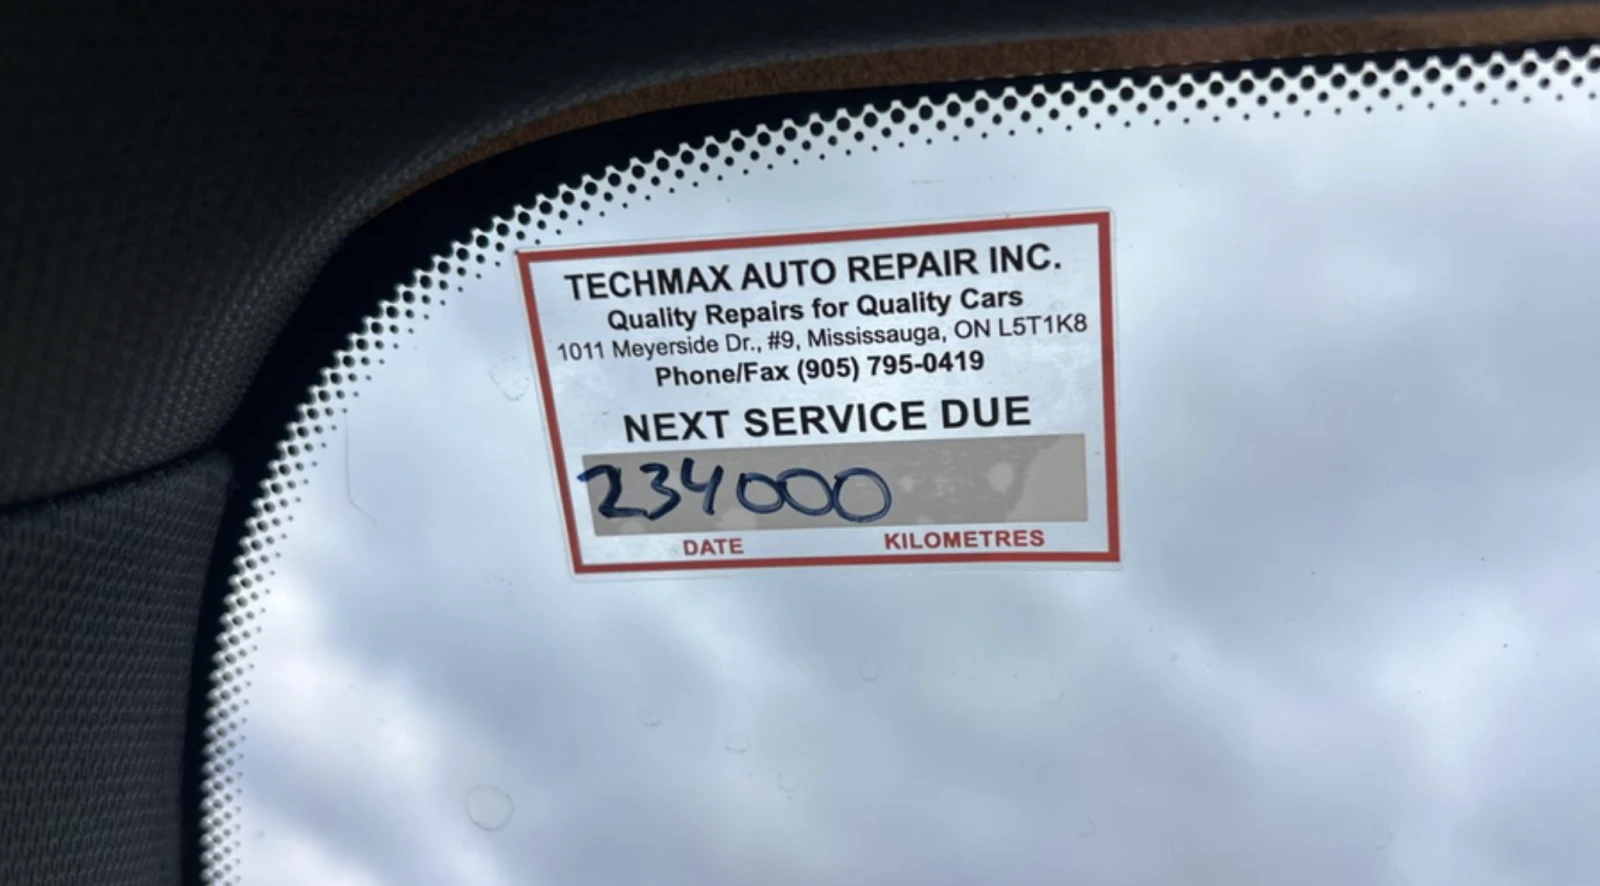 TECHMAX AUTO REPAIR INC.
Quality Repairs for Quality Cars
1011 Meyerside Dr., #9, Mississauga, ON L5T1K8
Phone/Fax (905) 795-0419
NEXT SERVICE DUE
234000
DATE KILOMETRES